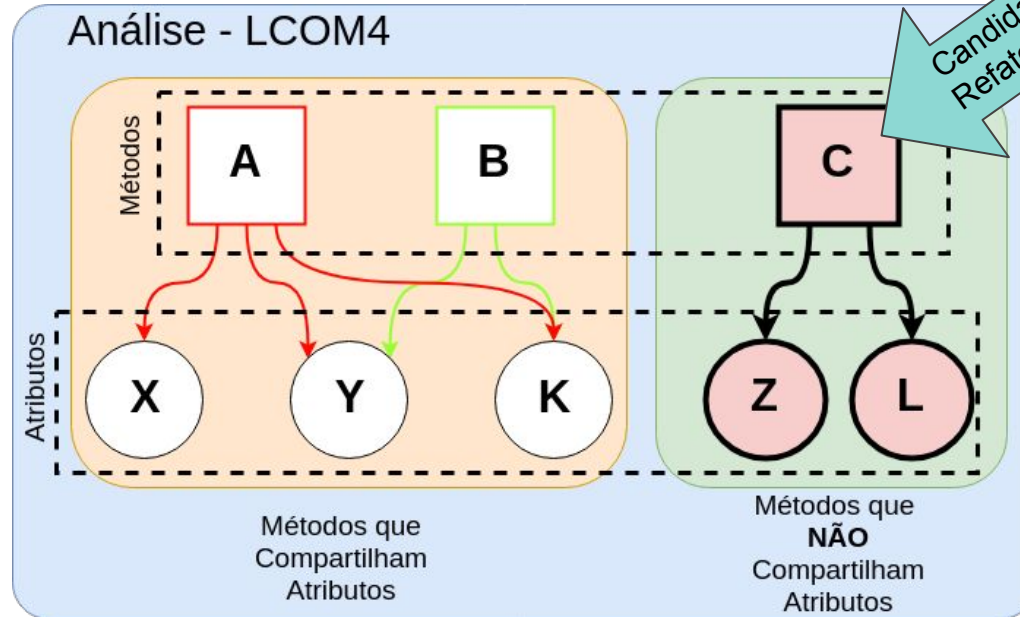 Análise - LCOM4
Métodos
A
B
C
Atributos
X
Y
K
Z
L
Métodos que
Compartilham
Atributos
Métodos que
NÃO
Compartilham
Atributos